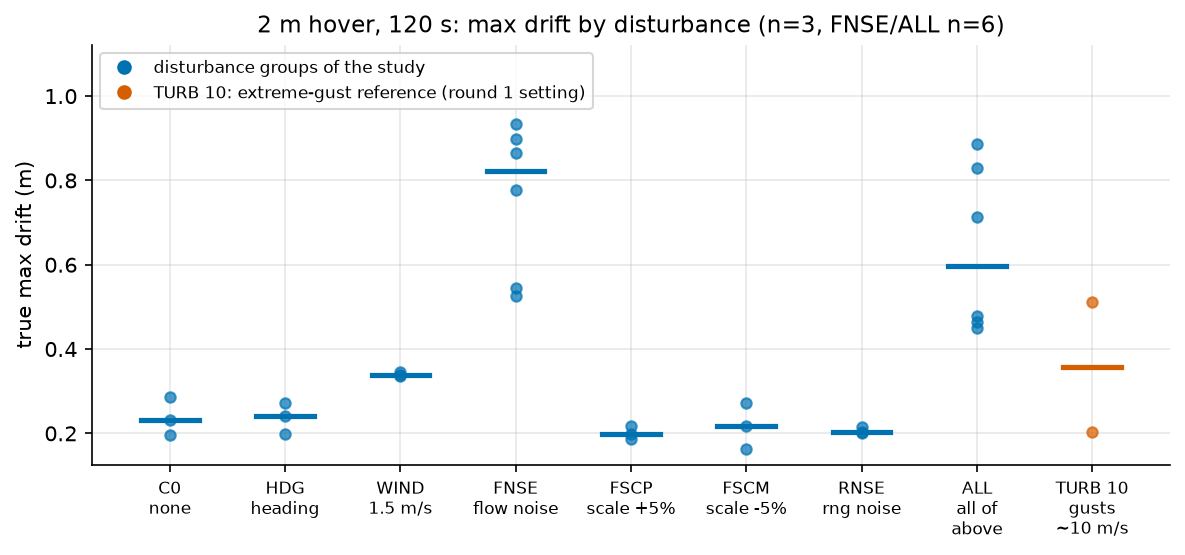 2 m hover, 120 s: max drift by disturbance (n=3, FNSE/ALL n=6)
disturbance groups of the study
TURB 10: extreme-gust reference (round 1 setting)
true max drift (m)
1.0
0.8
0.6
0.4
0.2
C0
none
HDG
heading
WIND
1.5 m/s
FNSE
flow noise
FSCP
scale +5%
FSCM
scale -5%
RNSE
rng noise
ALL
all of
above
TURB 10
gusts
~10 m/s